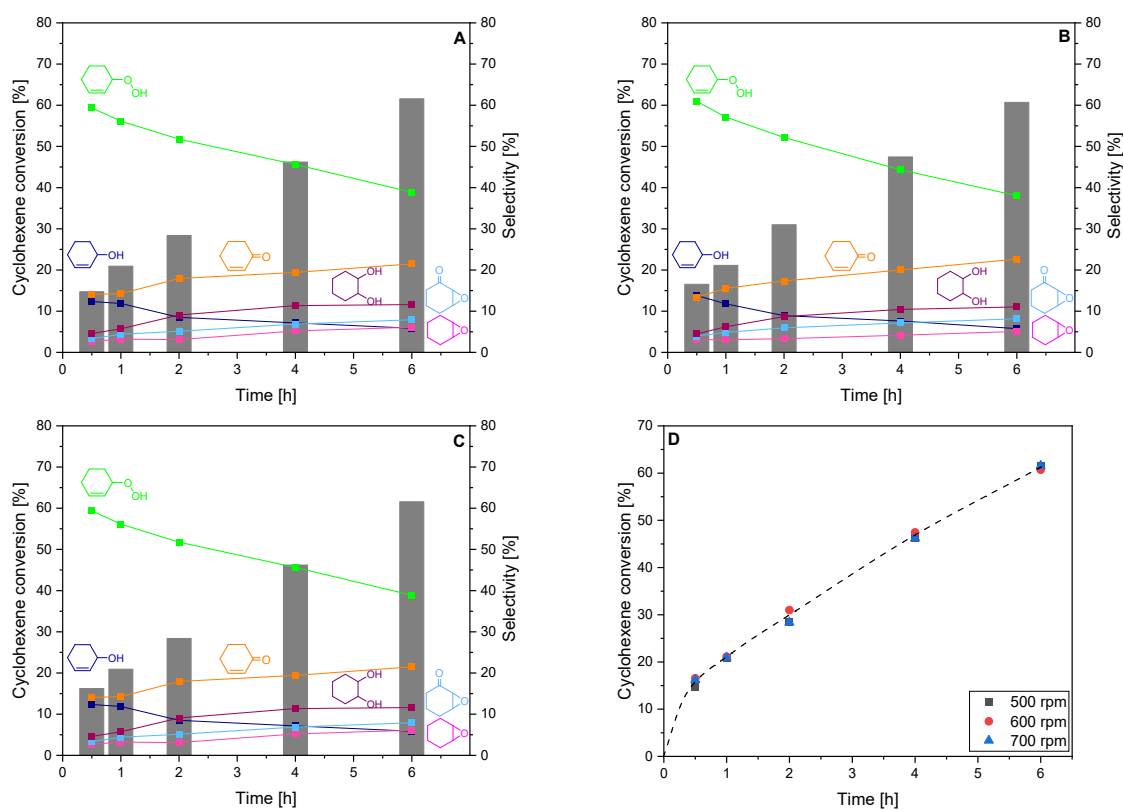 A
Cyclohexene conversion [%]
Selectivity [%]
80 70 60 50 40 30 20 10 0
80 70 60 50 40 30 20 10 0
O
OH
OH
O
OH
OH
O
O
O
0 1 2 3 4 5 6
Time [h]
B
Cyclohexene conversion [%]
Selectivity [%]
80 70 60 50 40 30 20 10 0
80 70 60 50 40 30 20 10 0
O
OH
OH
O
OH
OH
O
O
O
0 1 2 3 4 5 6
Time [h]
C
Cyclohexene conversion [%]
Selectivity [%]
80 70 60 50 40 30 20 10 0
80 70 60 50 40 30 20 10 0
O
OH
OH
O
OH
OH
O
O
O
0 1 2 3 4 5 6
Time [h]
D
Cyclohexene conversion [%]
70 60 50 40 30 20 10 0
500 rpm
600 rpm
700 rpm
0 1 2 3 4 5 6
Time [h]